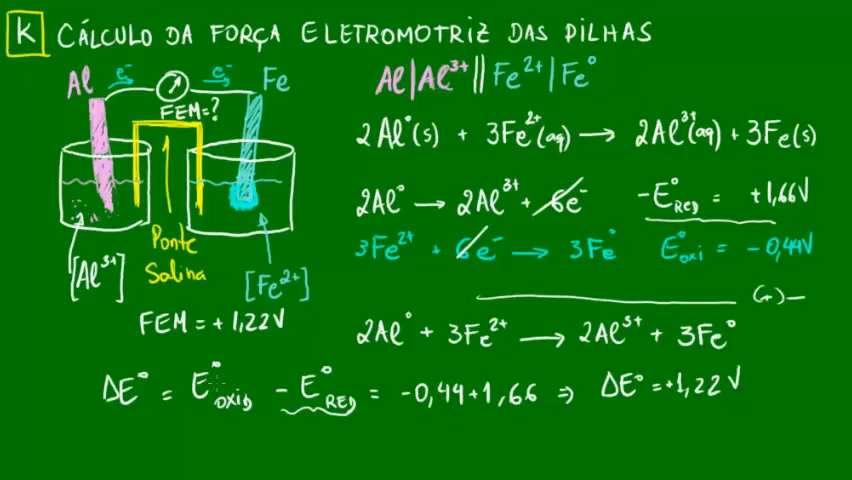 K CÁLCULO DA FORÇA ELETROMOTRIZ DAS PILHAS
Al e⁻ e⁻ Fe
FEM=?
Ponte
Salina
[Al³⁺]
[Fe²⁺]
FEM = + 1,22V
Al|Al³⁺||Fe²⁺|Fe°
2Al°(s) + 3Fe²⁺(aq) → 2Al³⁺(aq) + 3Fe(s)
2Al° → 2Al³⁺ + 6e⁻ -E°RED = +1,66V
3Fe²⁺ + 6e⁻ → 3Fe° E°oxi = -0,44V
(+)
2Al° + 3Fe²⁺ → 2Al³⁺ + 3Fe°
ΔE° = E°OXID - E°RED = -0,44+1,66 ⇒ ΔE° = +1,22V